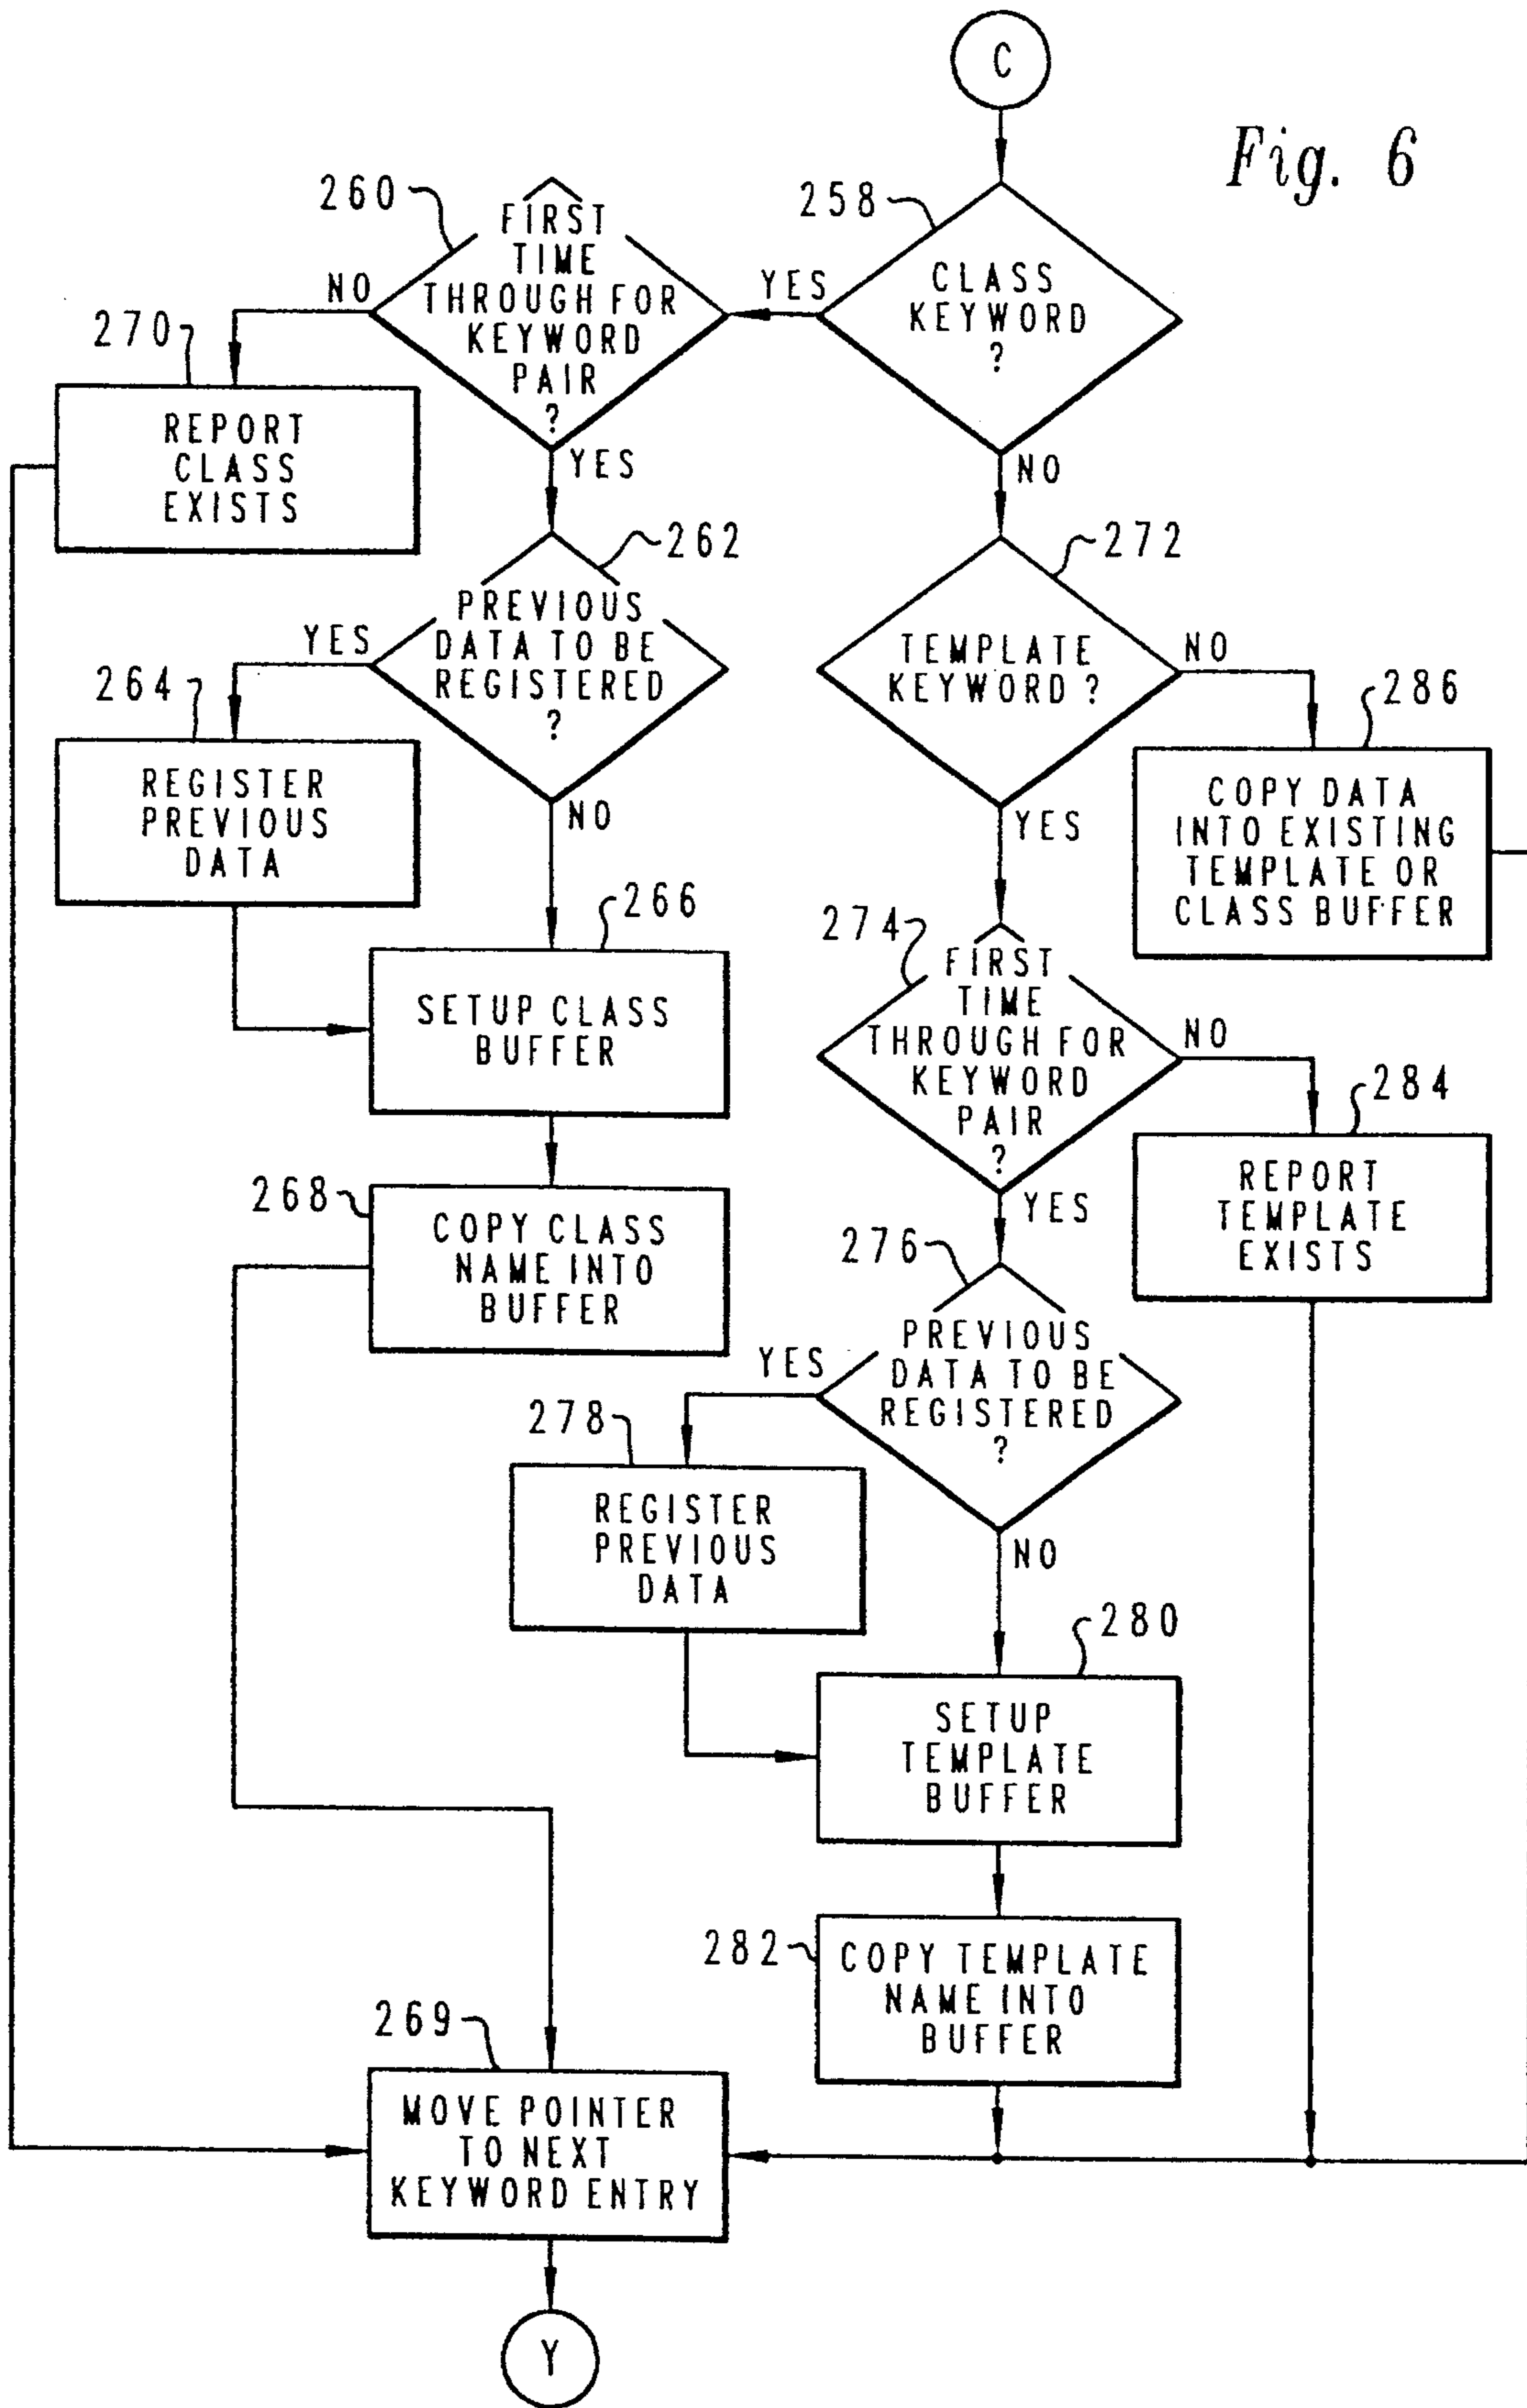 C
Fig. 6
260
FIRST
TIME
THROUGH FOR
KEYWORD
PAIR
?
258
CLASS
KEYWORD
?
YES
NO
270
REPORT
CLASS
EXISTS
YES
NO
262
PREVIOUS
DATA TO BE
REGISTERED
?
272
TEMPLATE
KEYWORD ?
YES
NO
264
REGISTER
PREVIOUS
DATA
NO
YES
286
COPY DATA
INTO EXISTING
TEMPLATE OR
CLASS BUFFER
266
SETUP CLASS
BUFFER
274
FIRST
TIME
THROUGH FOR
KEYWORD
PAIR
?
NO
284
REPORT
TEMPLATE
EXISTS
268
COPY CLASS
NAME INTO
BUFFER
YES
276
PREVIOUS
DATA TO BE
REGISTERED
?
YES
278
REGISTER
PREVIOUS
DATA
NO
280
SETUP
TEMPLATE
BUFFER
282
COPY TEMPLATE
NAME INTO
BUFFER
269
MOVE POINTER
TO NEXT
KEYWORD ENTRY
Y